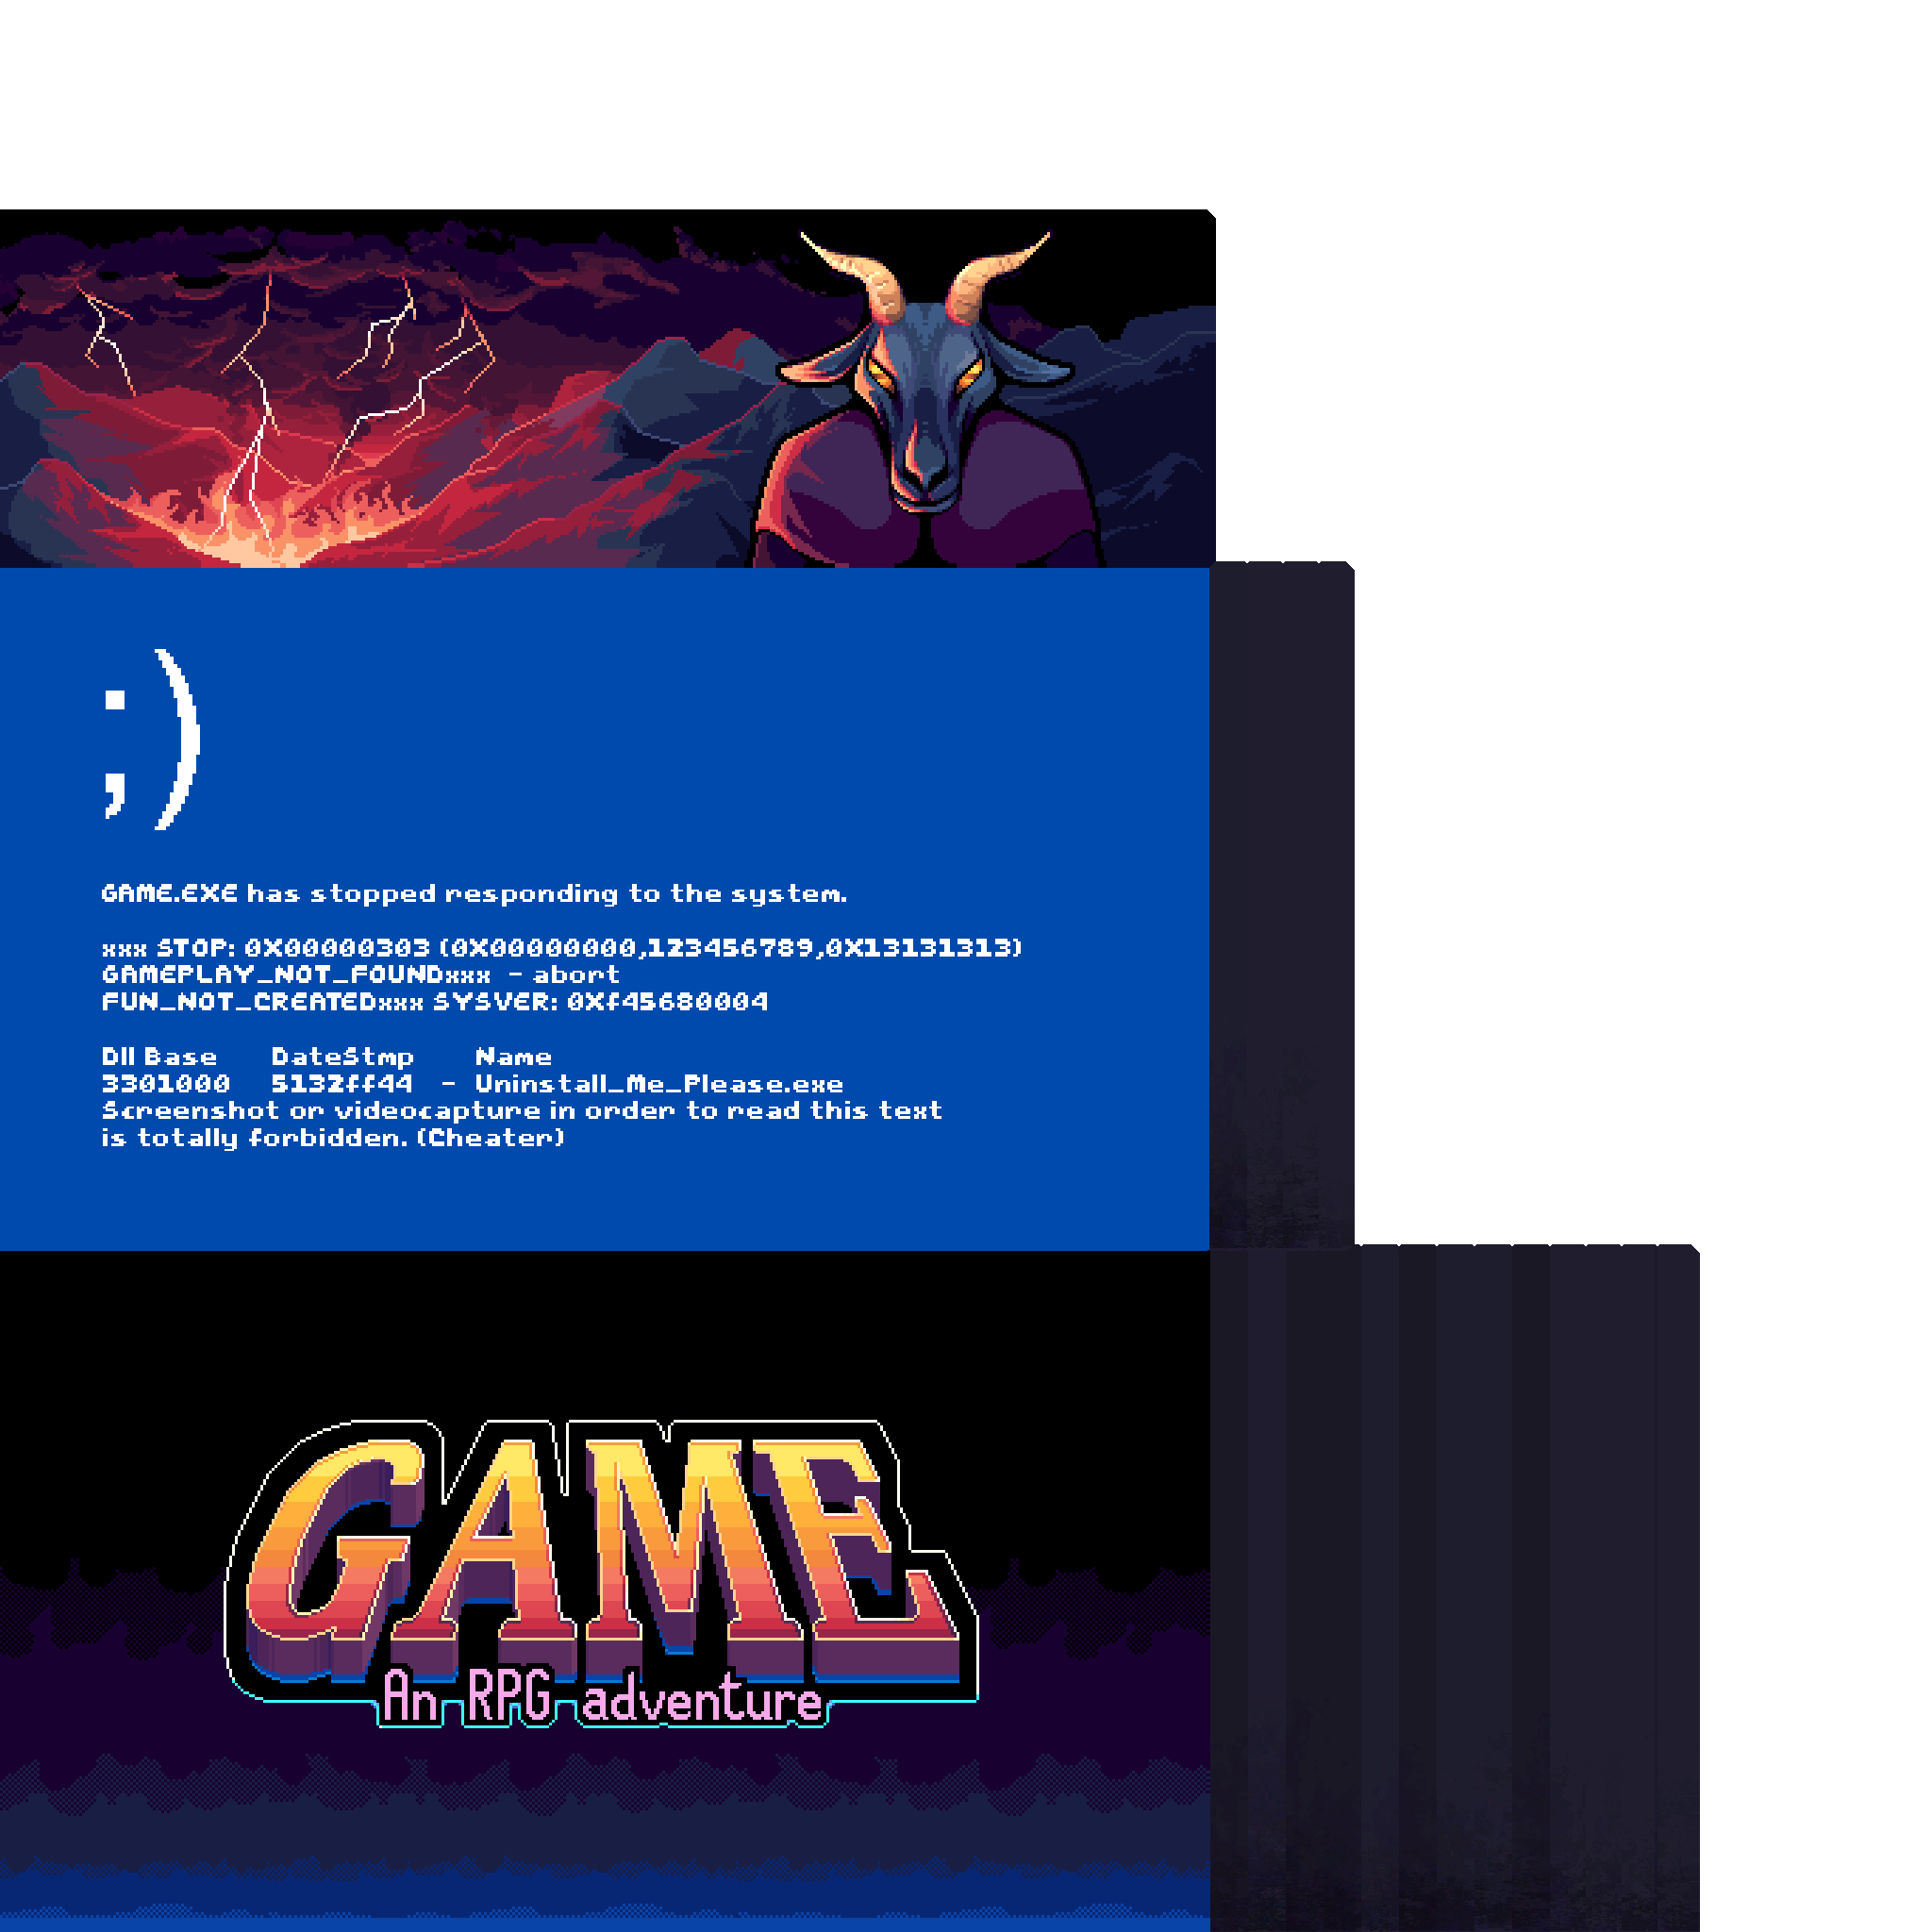 ;)
GAME.EXE has stopped responding to the system.
xxx STOP: 0X00000303 (0X00000000,123456789,0X13131313)
GAMEPLAY_NOT_FOUNDxxx - abort
FUN_NOT_CREATEDxxx SYSVER: 0Xf45680004
Dll Base DateStmp Name
3301000 5132ff44 - Uninstall_Me_Please.exe
Screenshot or videocapture in order to read this text
is totally forbidden. (Cheater)
GAME
An RPG adventure